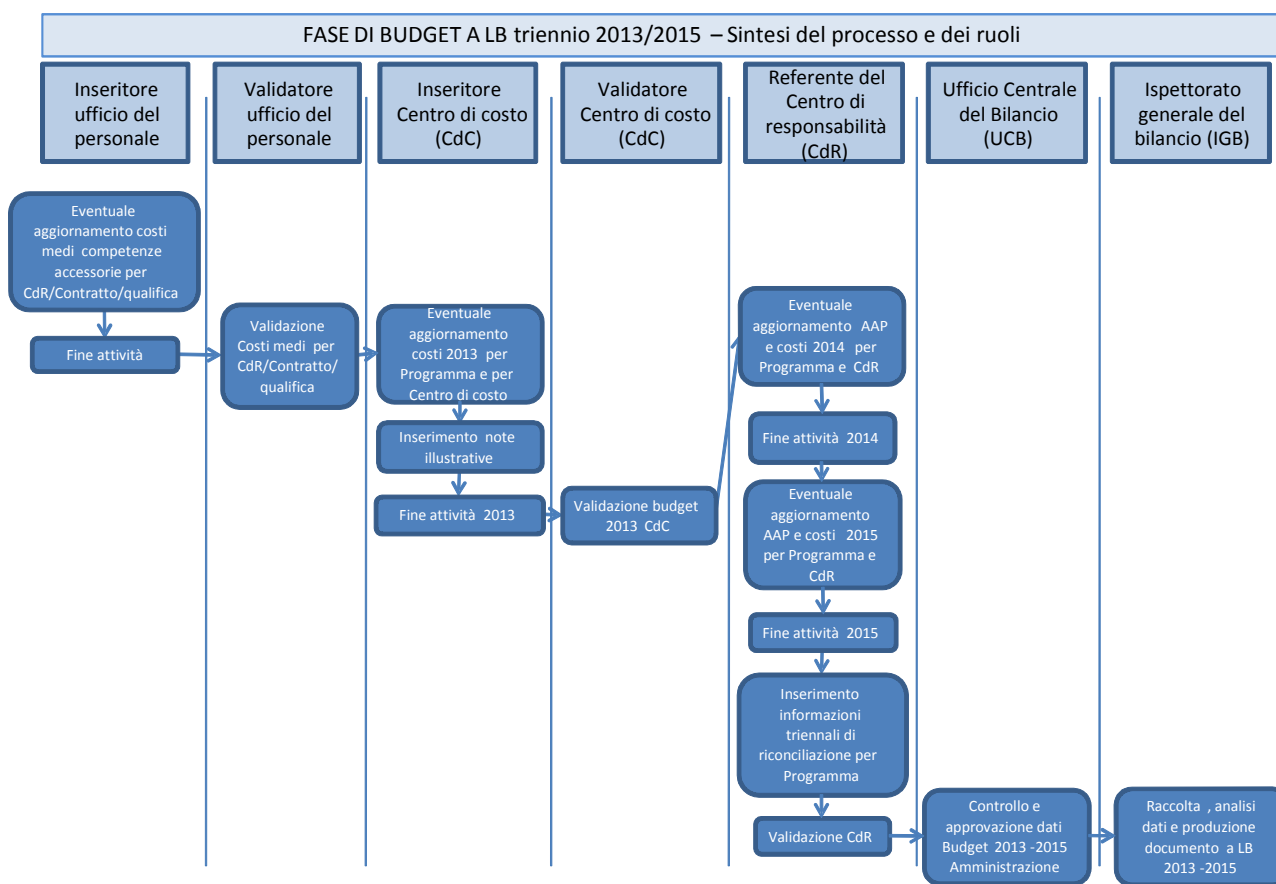 FASE DI BUDGET A LB triennio 2013/2015 – Sintesi del processo e dei ruoli
Inseritore
ufficio del
personale
Validatore
ufficio del
personale
Inseritore
Centro di costo
(CdC)
Validatore
Centro di costo
(CdC)
Referente del
Centro di
responsabilità
(CdR)
Ufficio Centrale
del Bilancio
(UCB)
Ispettorato
generale del
bilancio (IGB)
Eventuale
aggiornamento costi
medi competenze
accessorie per
CdR/Contratto/qualifica
Fine attività
Validazione
Costi medi per
CdR/Contratto/
qualifica
Eventuale
aggiornamento
costi 2013 per
Programma e per
Centro di costo
Inserimento note
illustrative
Fine attività 2013
Validazione budget
2013 CdC
Eventuale
aggiornamento AAP
e costi 2014 per
Programma e CdR
Fine attività 2014
Eventuale
aggiornamento
AAP e costi 2015
per Programma e
CdR
Fine attività 2015
Inserimento
informazioni
triennali di
riconciliazione per
Programma
Validazione CdR
Controllo e
approvazione dati
Budget 2013 -2015
Amministrazione
Raccolta , analisi
dati e produzione
documento a LB
2013 -2015